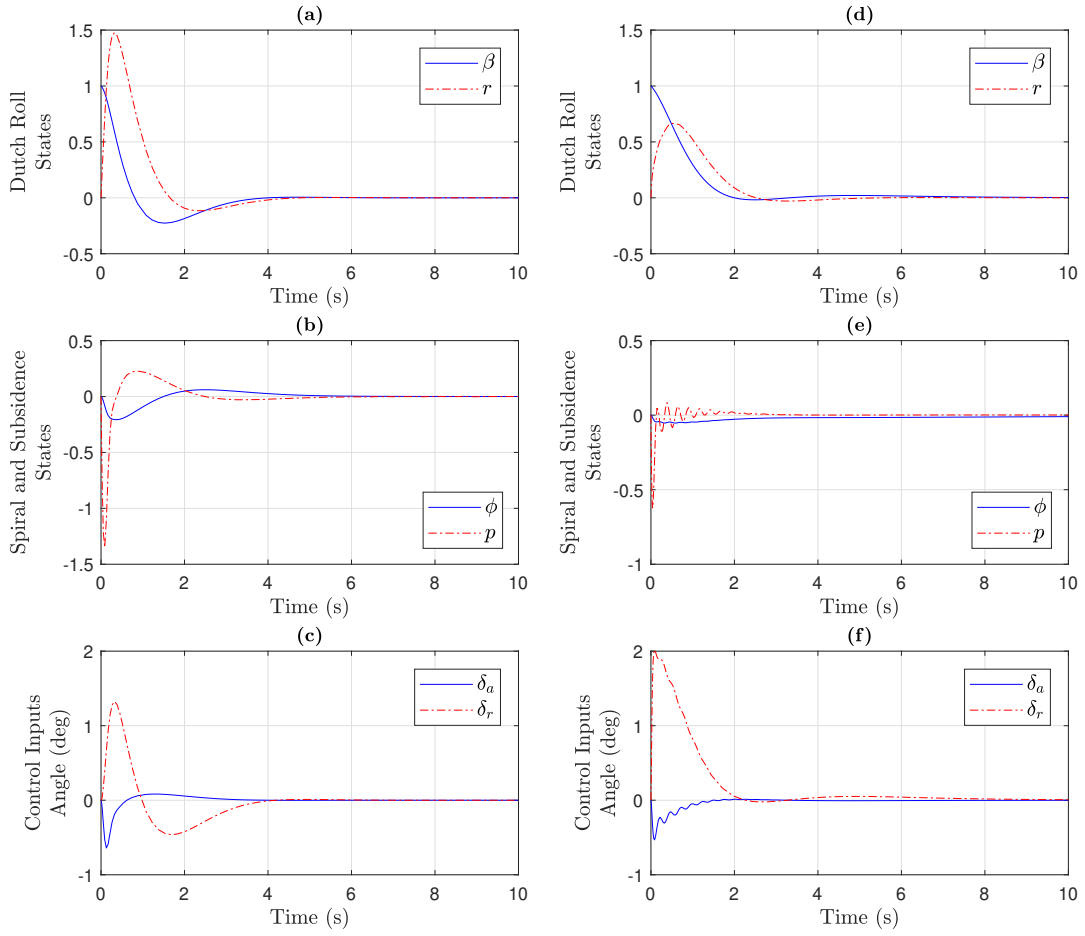 (a)
1.5
1
0.5
0
-0.5
Dutch Roll
States
β
r
0 2 4 6 8 10
Time (s)
(d)
1.5
1
0.5
0
-0.5
Dutch Roll
States
β
r
0 2 4 6 8 10
Time (s)
(b)
0.5
0
-0.5
-1
-1.5
Spiral and Subsidence
States
ϕ
p
0 2 4 6 8 10
Time (s)
(e)
0.5
0
-0.5
-1
Spiral and Subsidence
States
ϕ
p
0 2 4 6 8 10
Time (s)
(c)
2
1
0
-1
Control Inputs
Angle (deg)
δₐ
δᵣ
0 2 4 6 8 10
Time (s)
(f)
2
1
0
-1
Control Inputs
Angle (deg)
δₐ
δᵣ
0 2 4 6 8 10
Time (s)